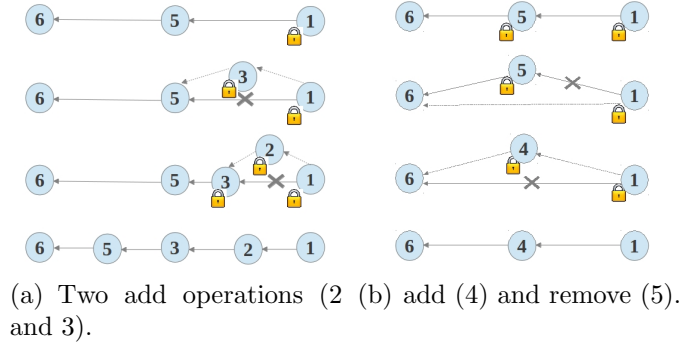 6 5 1
6 5 3 1
6 5 3 2 1
6 5 3 2 1
(a) Two add operations (2
and 3).
6 5 1
6 5 1
6 4 1
6 4 1
(b) add (4) and remove (5).